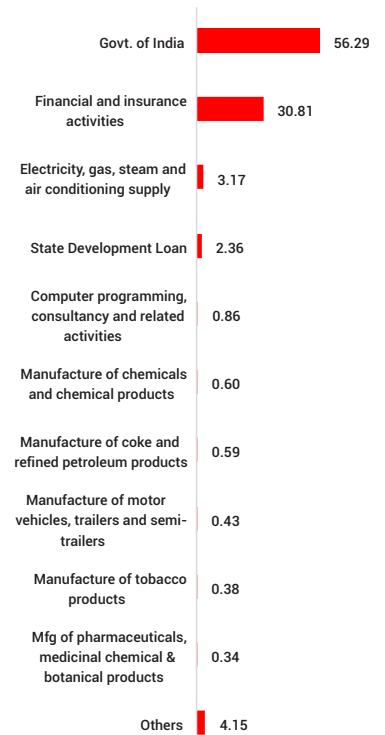 Govt. of India
56.29
Financial and insurance
activities
30.81
Electricity, gas, steam and
air conditioning supply
3.17
State Development Loan
2.36
Computer programming,
consultancy and related
activities
0.86
Manufacture of chemicals
and chemical products
0.60
Manufacture of coke and
refined petroleum products
0.59
Manufacture of motor
vehicles, trailers and semi-
trailers
0.43
Manufacture of tobacco
products
0.38
Mfg of pharmaceuticals,
medicinal chemical &
botanical products
0.34
Others
4.15